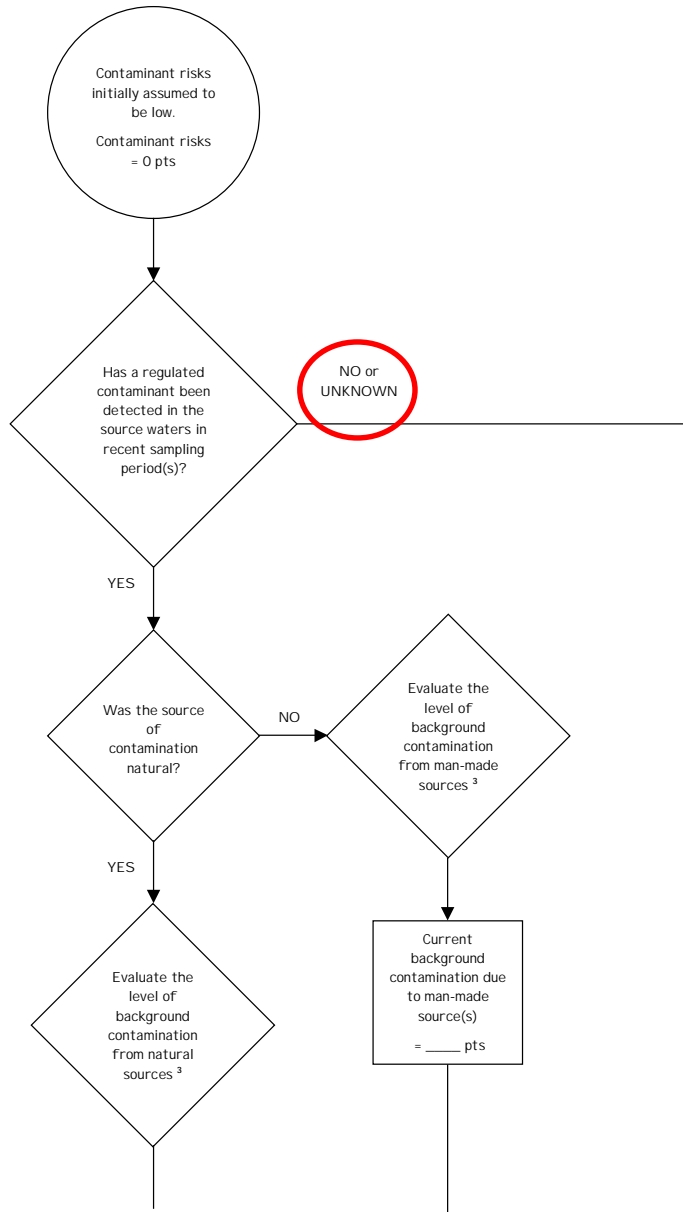 Contaminant risks
initially assumed to
be low.
Contaminant risks
= 0 pts
Has a regulated
contaminant been
detected in the
source waters in
recent sampling
period(s)?
NO or
UNKNOWN
YES
Was the source
of
contamination
natural?
NO
Evaluate the
level of
background
contamination
from man-made
sources ³
YES
Evaluate the
level of
background
contamination
from natural
sources ³
Current
background
contamination due
to man-made
source(s)
= _____ pts